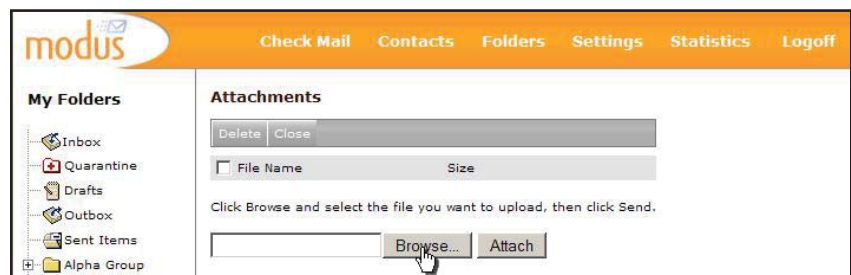 modus
Check Mail Contacts Folders Settings Statistics Logoff
My Folders
Inbox
Quarantine
Drafts
Outbox
Sent Items
Alpha Group
Attachments
Delete Close
File Name Size
Click Browse and select the file you want to upload, then click Send.
Browse... Attach